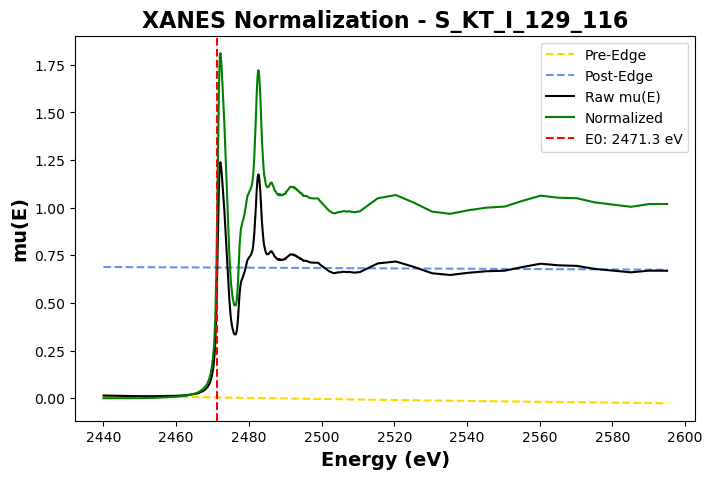 XANES Normalization - S_KT_I_129_116
Pre-Edge
Post-Edge
Raw mu(E)
Normalized
E0: 2471.3 eV
mu(E)
1.75
1.50
1.25
1.00
0.75
0.50
0.25
0.00
2440 2460 2480 2500 2520 2540 2560 2580 2600
Energy (eV)